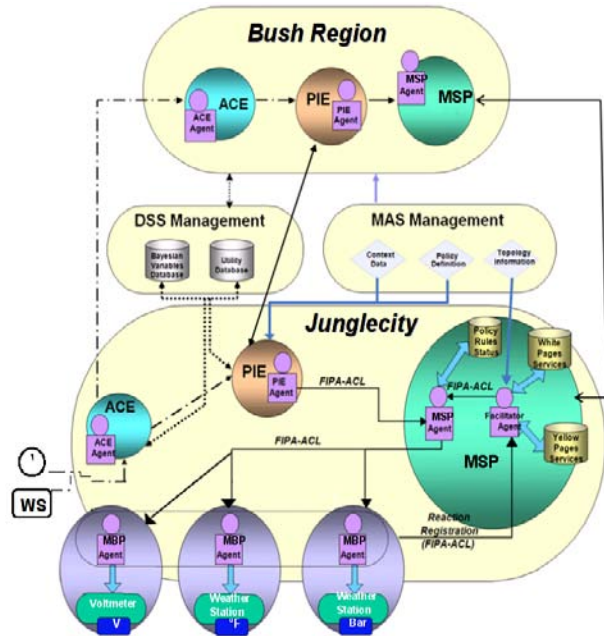 Bush Region
ACE
ACE
Agent
PIE
PIE
Agent
MSP
Agent
MSP
DSS Management
Bayesian
Variables
Database
Utility
Database
MAS Management
Context
Data
Policy
Definition
Topology
Information
Junglecity
PIE
PIE
Agent
FIPA-ACL
Policy
Rules
Status
White
Pages
Services
FIPA-ACL
MSP
Agent
Facilitator
Agent
MSP
Yellow
Pages
Services
ACE
ACE
Agent
FIPA-ACL
1
WS
Reaction
Registration
(FIPA-ACL)
MBP
Agent
MBP
Agent
MBP
Agent
Voltmeter
V
Weather
Station
°F
Weather
Station
Bar